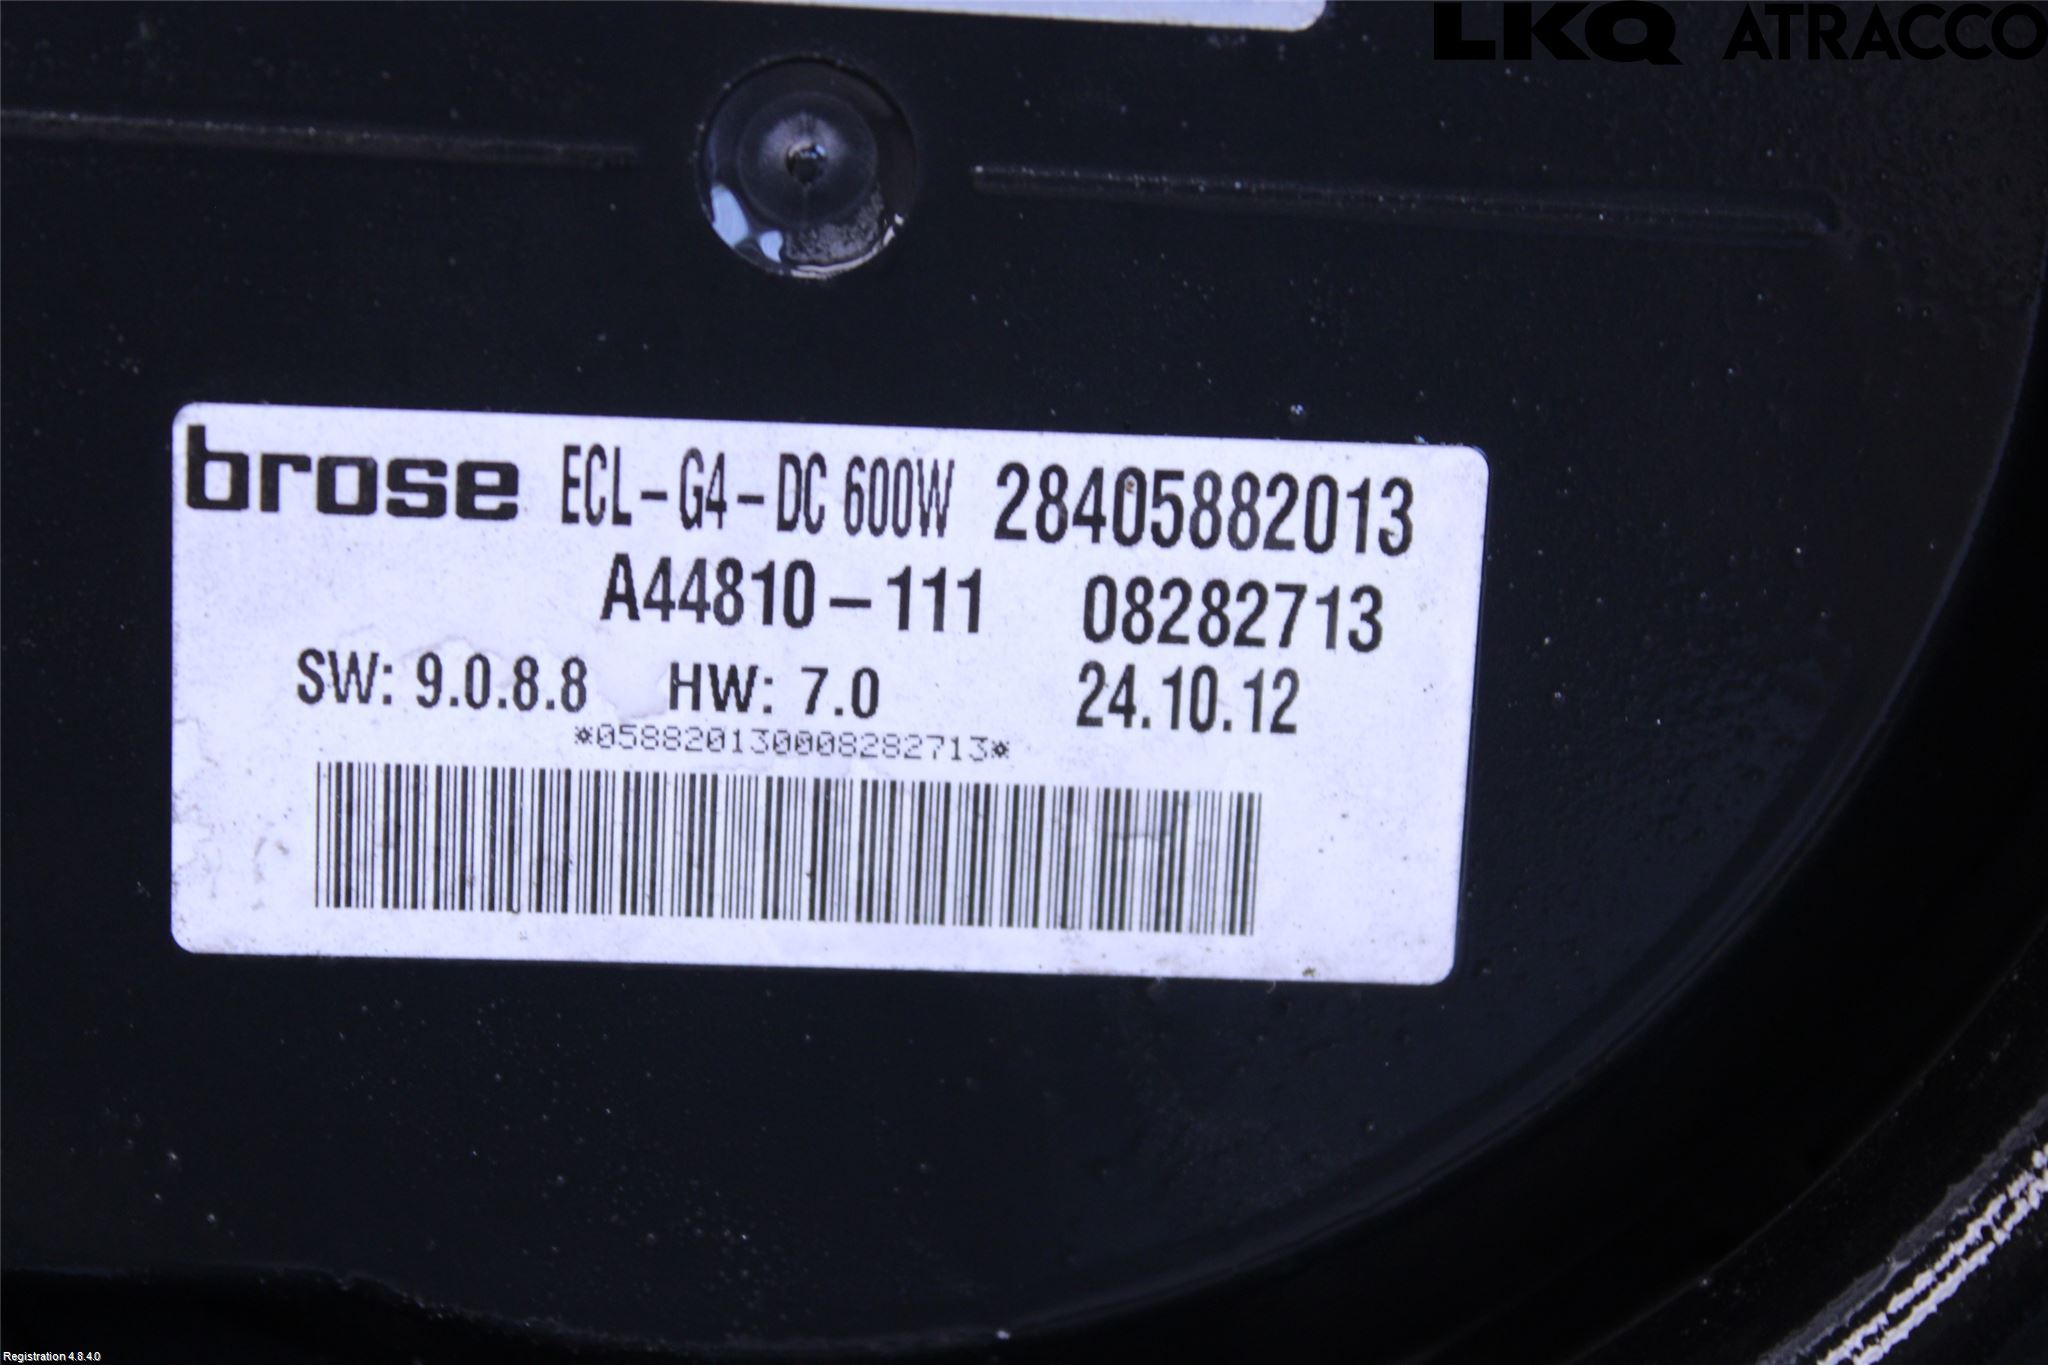 LKQ ATRACCO
brose ECL-G4-DC 600W 28405882013
A44810-111 08282713
SW: 9.0.8.8 HW: 7.0 24.10.12
*058820130008282713*
Registration 4.8.4.0